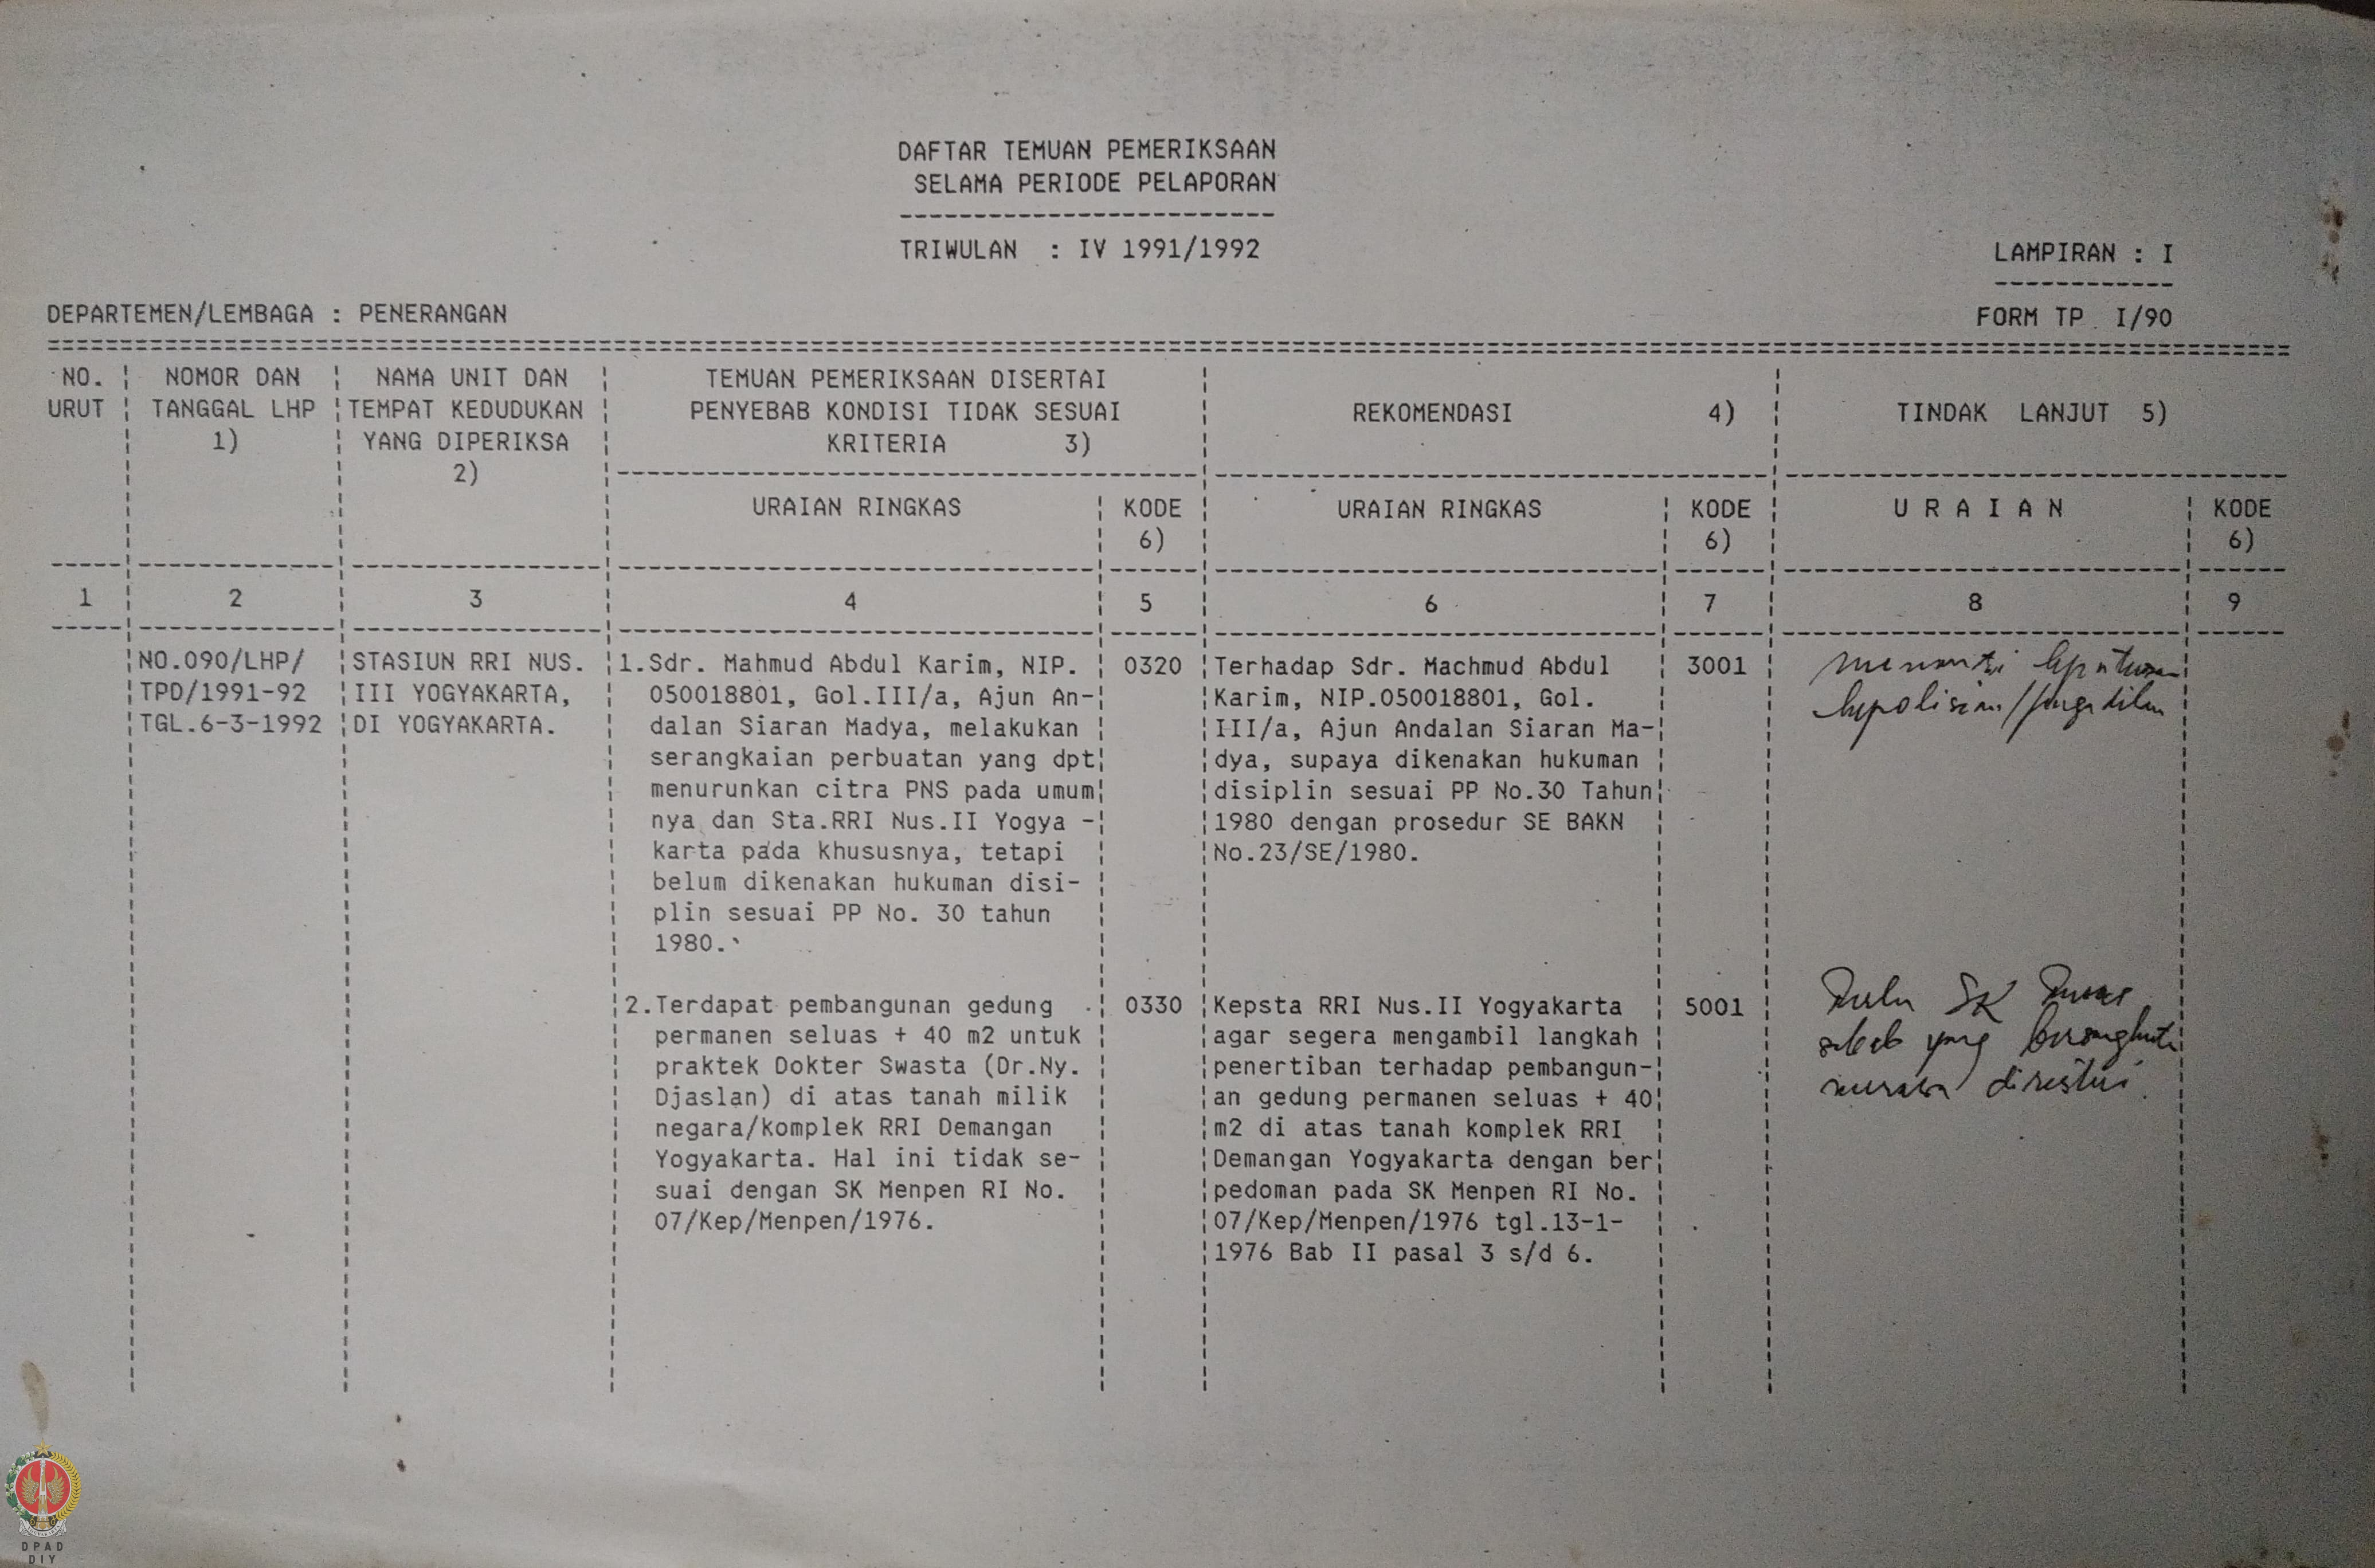 DAFTAR TEMUAN PEMERIKSAAN
SELAMA PERIODE PELAPORAN
TRIWULAN : IV 1991/1992
LAMPIRAN : I
DEPARTEMEN/LEMBAGA : PENERANGAN
FORM TP I/90
NO.
URUT
NOMOR DAN
TANGGAL LHP
1)
NAMA UNIT DAN
TEMPAT KEDUDUKAN
YANG DIPERIKSA
2)
TEMUAN PEMERIKSAAN DISERTAI
PENYEBAB KONDISI TIDAK SESUAI
KRITERIA 3)
REKOMENDASI 4)
TINDAK LANJUT 5)
URAIAN RINGKAS
KODE
6)
URAIAN RINGKAS
KODE
6)
U R A I A N
KODE
6)
1 2 3 4 5 6 7 8 9
NO.090/LHP/
TPD/1991-92
TGL.6-3-1992
STASIUN RRI NUS.
III YOGYAKARTA,
DI YOGYAKARTA.
1.Sdr. Mahmud Abdul Karim, NIP.
050018801, Gol.III/a, Ajun An-
dalan Siaran Madya, melakukan
serangkaian perbuatan yang dpt
menurunkan citra PNS pada umum
nya dan Sta.RRI Nus.II Yogya -
karta pada khususnya, tetapi
belum dikenakan hukuman disi-
plin sesuai PP No. 30 tahun
1980.
0320
Terhadap Sdr. Machmud Abdul
Karim, NIP.050018801, Gol.
III/a, Ajun Andalan Siaran Ma-
dya, supaya dikenakan hukuman
disiplin sesuai PP No.30 Tahun
1980 dengan prosedur SE BAKN
No.23/SE/1980.
3001
menanti keputusan
kepolisian/pengadilan
2.Terdapat pembangunan gedung
permanen seluas + 40 m2 untuk
praktek Dokter Swasta (Dr.Ny.
Djaslan) di atas tanah milik
negara/komplek RRI Demangan
Yogyakarta. Hal ini tidak se-
suai dengan SK Menpen RI No.
07/Kep/Menpen/1976.
0330
Kepsta RRI Nus.II Yogyakarta
agar segera mengambil langkah
penertiban terhadap pembangun-
an gedung permanen seluas + 40
m2 di atas tanah komplek RRI
Demangan Yogyakarta dengan ber
pedoman pada SK Menpen RI No.
07/Kep/Menpen/1976 tgl.13-1-
1976 Bab II pasal 3 s/d 6.
5001
SK
sebab yang
merasa direstui
DPAD
DIY